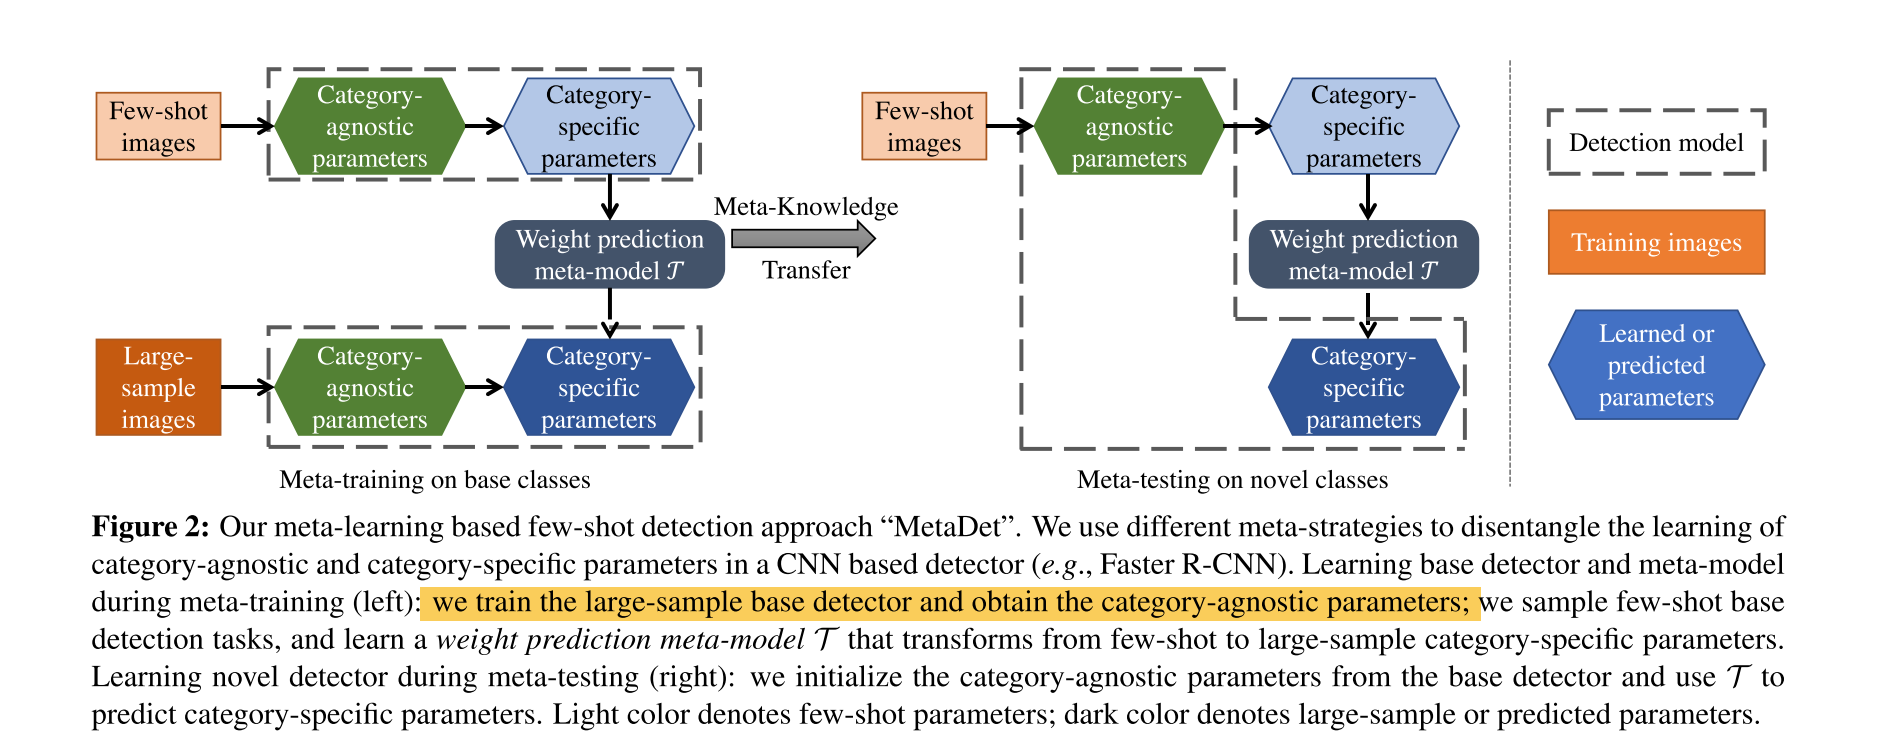 Few-shot
images
Category-
agnostic
parameters
Category-
specific
parameters
Weight prediction
meta-model 𝒯
Large-
sample
images
Category-
agnostic
parameters
Category-
specific
parameters
Meta-training on base classes
Meta-Knowledge
Transfer
Few-shot
images
Category-
agnostic
parameters
Category-
specific
parameters
Weight prediction
meta-model 𝒯
Category-
specific
parameters
Meta-testing on novel classes
Detection model
Training images
Learned or
predicted
parameters
Figure 2: Our meta-learning based few-shot detection approach “MetaDet”. We use different meta-strategies to disentangle the learning of
category-agnostic and category-specific parameters in a CNN based detector (e.g., Faster R-CNN). Learning base detector and meta-model
during meta-training (left): we train the large-sample base detector and obtain the category-agnostic parameters; we sample few-shot base
detection tasks, and learn a weight prediction meta-model 𝒯 that transforms from few-shot to large-sample category-specific parameters.
Learning novel detector during meta-testing (right): we initialize the category-agnostic parameters from the base detector and use 𝒯 to
predict category-specific parameters. Light color denotes few-shot parameters; dark color denotes large-sample or predicted parameters.